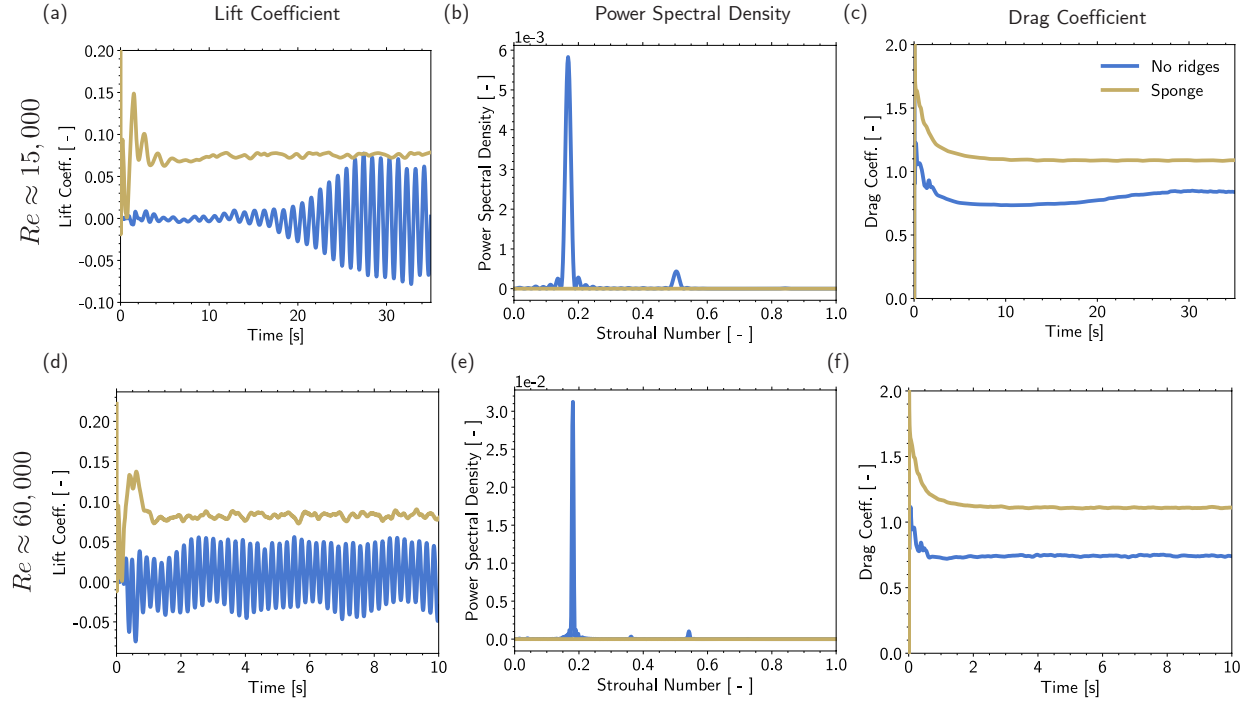 (a)
Lift Coefficient
(b)
Power Spectral Density
(c)
Drag Coefficient
Re ≈ 15,000
Lift Coeff. [ - ]
0.20
0.15
0.10
0.05
0.00
-0.05
-0.10
0
10
20
30
Time [s]
1e-3
Power Spectral Density [ - ]
6
5
4
3
2
1
0
0.0
0.2
0.4
0.6
0.8
1.0
Strouhal Number [ - ]
Drag Coeff. [ - ]
2.0
1.5
1.0
0.5
0.0
No ridges
Sponge
0
10
20
30
Time [s]
(d)
(e)
(f)
Re ≈ 60,000
Lift Coeff. [ - ]
0.20
0.15
0.10
0.05
0.00
-0.05
0
2
4
6
8
10
Time [s]
1e-2
Power Spectral Density [ - ]
3.0
2.5
2.0
1.5
1.0
0.5
0.0
0.0
0.2
0.4
0.6
0.8
1.0
Strouhal Number [ - ]
Drag Coeff. [ - ]
2.0
1.5
1.0
0.5
0.0
0
2
4
6
8
10
Time [s]